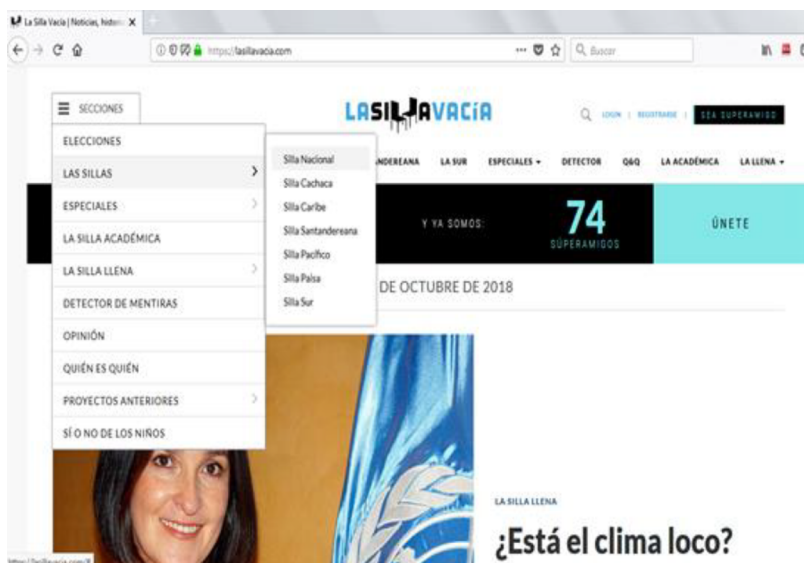 La Silla Vacía | Noticias, histori
https://lasillavacia.com
Buscar
SECCIONES
LASILLAVACÍA
LOGIN | REGISTRARSE |
SEA SUPERAMIGO
ANDEREANA LA SUR ESPECIALES DETECTOR Q&Q LA ACADÉMICA LA LLENA
ELECCIONES
LAS SILLAS
ESPECIALES
LA SILLA ACADÉMICA
LA SILLA LLENA
DETECTOR DE MENTIRAS
OPINIÓN
QUIÉN ES QUIÉN
PROYECTOS ANTERIORES
SÍ O NO DE LOS NIÑOS
Silla Nacional
Silla Cachaca
Silla Caribe
Silla Santandereana
Silla Pacífico
Silla Paisa
Silla Sur
Y YA SOMOS:
74
SÚPERAMIGOS
ÚNETE
DE OCTUBRE DE 2018
LA SILLA LLENA
¿Está el clima loco?